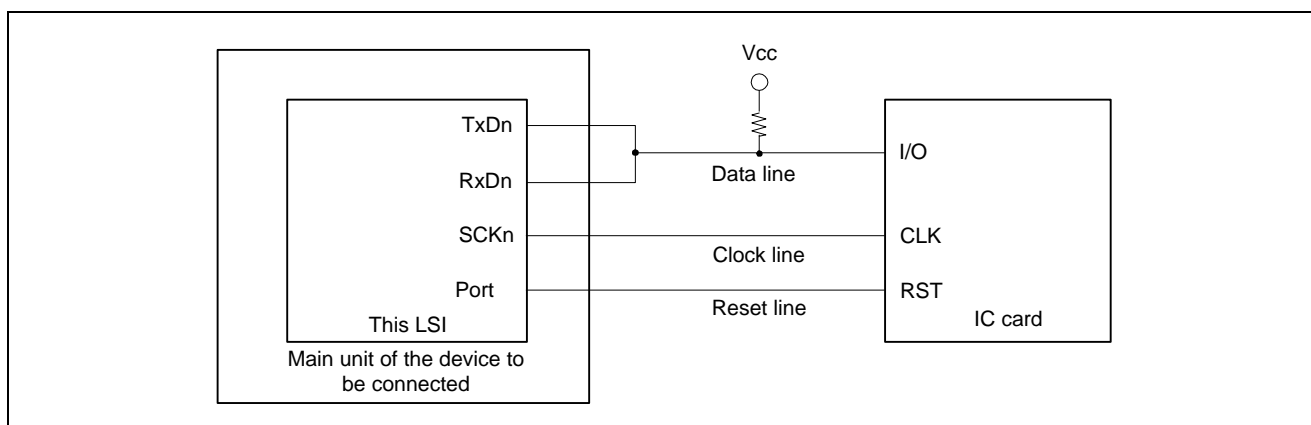 Vcc
TxDn
I/O
Data line
RxDn
SCKn
CLK
Clock line
Port
RST
Reset line
This LSI
IC card
Main unit of the device to
be connected